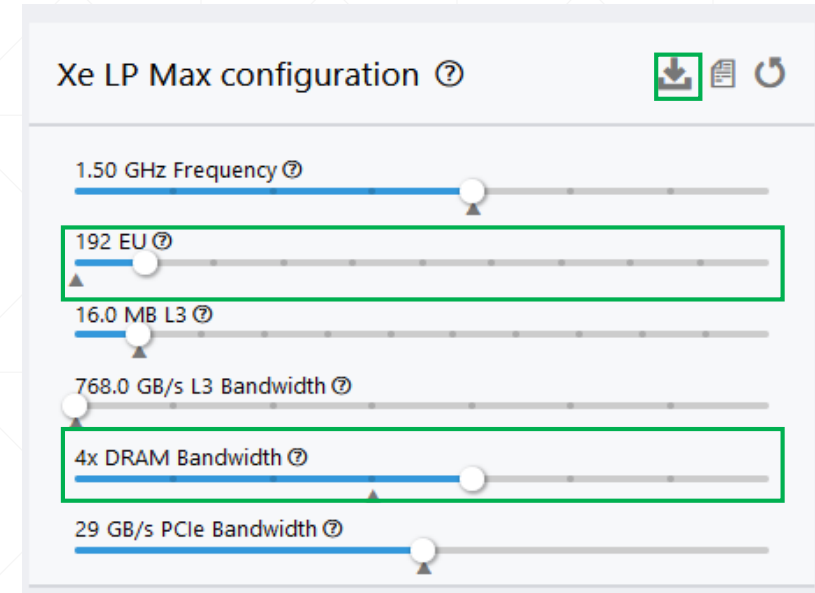 Xe LP Max configuration ?
1.50 GHz Frequency ?
192 EU ?
16.0 MB L3 ?
768.0 GB/s L3 Bandwidth ?
4x DRAM Bandwidth ?
29 GB/s PCIe Bandwidth ?